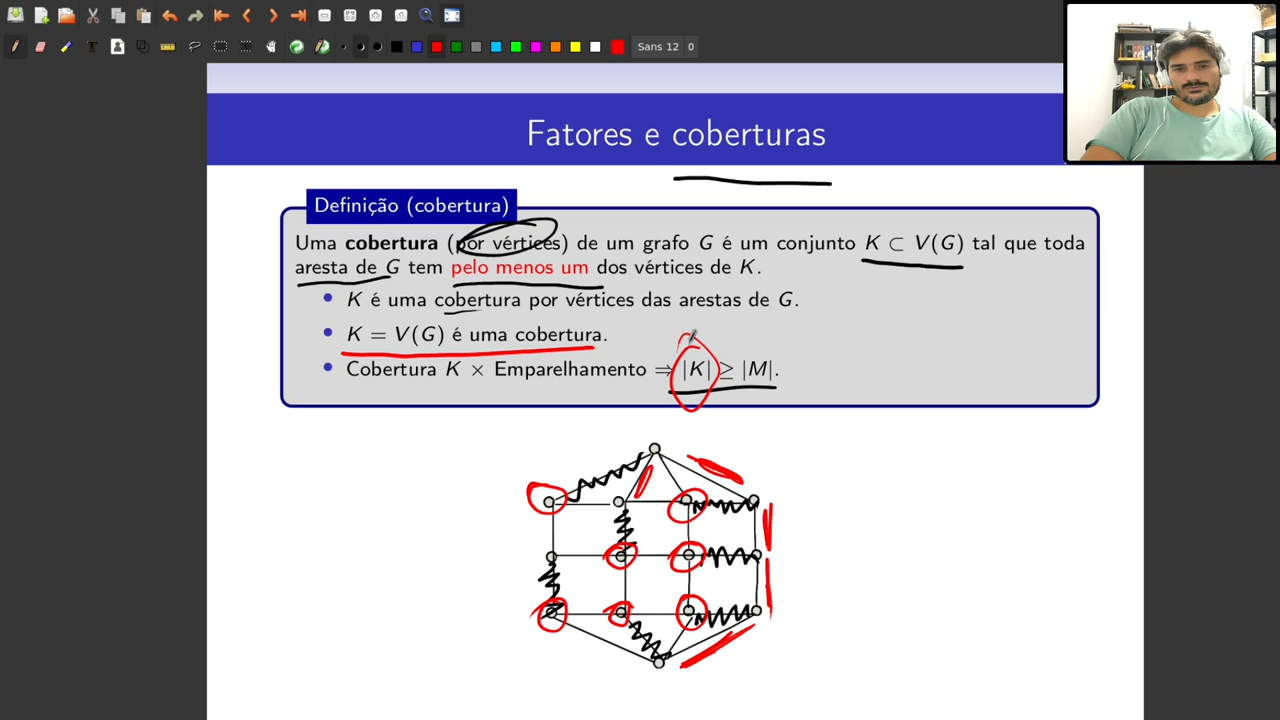 Sans 12 0
Fatores e coberturas
Definição (cobertura)
Uma cobertura (por vértices) de um grafo G é um conjunto K ⊂ V(G) tal que toda
aresta de G tem pelo menos um dos vértices de K.
K é uma cobertura por vértices das arestas de G.
K = V(G) é uma cobertura.
Cobertura K × Emparelhamento ⇒ |K| ≥ |M|.